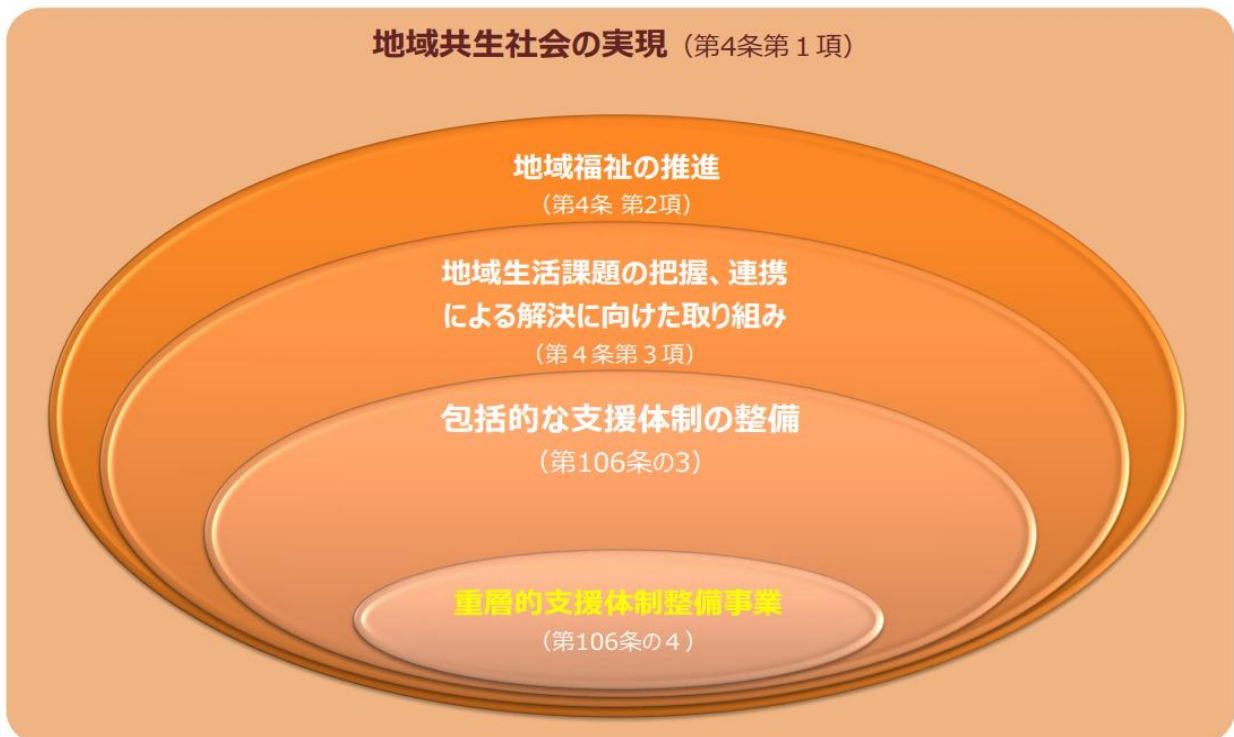 地域共生社会の実現（第4条第１項）
地域福祉の推進
（第4条 第2項）
地域生活課題の把握、連携
による解決に向けた取り組み
（第４条第３項）
包括的な支援体制の整備
（第106条の3）
重層的支援体制整備事業
（第106条の４）